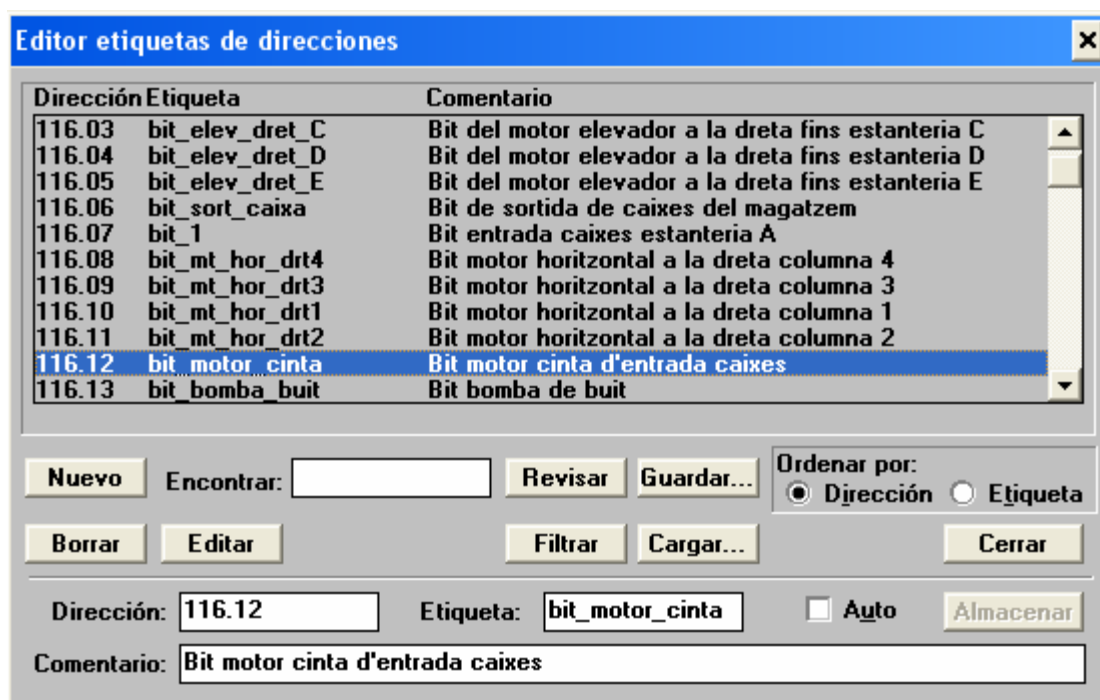 Editor etiquetas de direcciones
Dirección Etiqueta Comentario
116.03 bit_elev_dret_C Bit del motor elevador a la dreta fins estanteria C
116.04 bit_elev_dret_D Bit del motor elevador a la dreta fins estanteria D
116.05 bit_elev_dret_E Bit del motor elevador a la dreta fins estanteria E
116.06 bit_sort_caixa Bit de sortida de caixes del magatzem
116.07 bit_1 Bit entrada caixes estanteria A
116.08 bit_mt_hor_drt4 Bit motor horitzontal a la dreta columna 4
116.09 bit_mt_hor_drt3 Bit motor horitzontal a la dreta columna 3
116.10 bit_mt_hor_drt1 Bit motor horitzontal a la dreta columna 1
116.11 bit_mt_hor_drt2 Bit motor horitzontal a la dreta columna 2
116.12 bit_motor_cinta Bit motor cinta d'entrada caixes
116.13 bit_bomba_buit Bit bomba de buit
Nuevo Encontrar: Revisar Guardar... Ordenar por:
Dirección Etiqueta
Borrar Editar Filtrar Cargar... Cerrar
Dirección: 116.12 Etiqueta: bit_motor_cinta Auto Almacenar
Comentario: Bit motor cinta d'entrada caixes